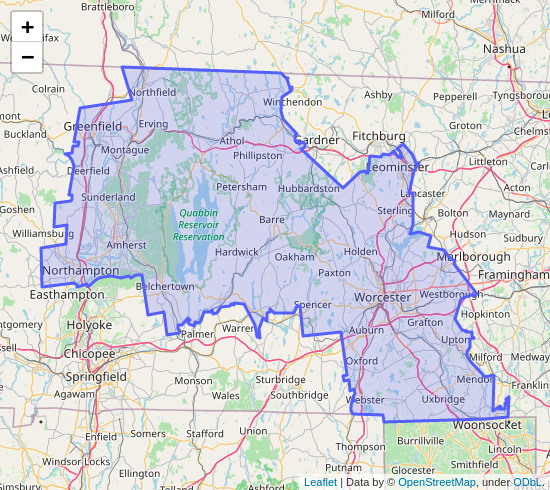 Brattleboro
Milford
Merrimack
+
−
Nashua
Northfield
Colrain
Winchendon
Ashby
Pepperell
Tyngsborough
Greenfield
Erving
Groton
Buckland
Athol
Gardner
Fitchburg
Montague
Phillipston
Littleton
Ashfield
Deerfield
Leominster
Petersham
Hubbardston
Acton
Lancaster
Sunderland
Goshen
Quabbin
Reservoir
Reservation
Sterling
Bolton
Maynard
Barre
Williamsburg
Hudson
Sudbury
Amherst
Hardwick
Oakham
Holden
Marlborough
Northampton
Paxton
Framingham
Belchertown
Easthampton
Worcester
Westborough
Spencer
Hopkinton
Holyoke
Grafton
Palmer
Warren
Auburn
Upton
Chicopee
Milford
Medway
Oxford
Springfield
Monson
Sturbridge
Mendon
Franklin
Agawam
Wales
Southbridge
Webster
Uxbridge
Woonsocket
Enfield
Somers
Stafford
Union
Thompson
Burrillville
Windsor Locks
Putnam
Smithfield
Ellington
Glocester
Ashford
Leaflet | Data by © OpenStreetMap, under ODbL.